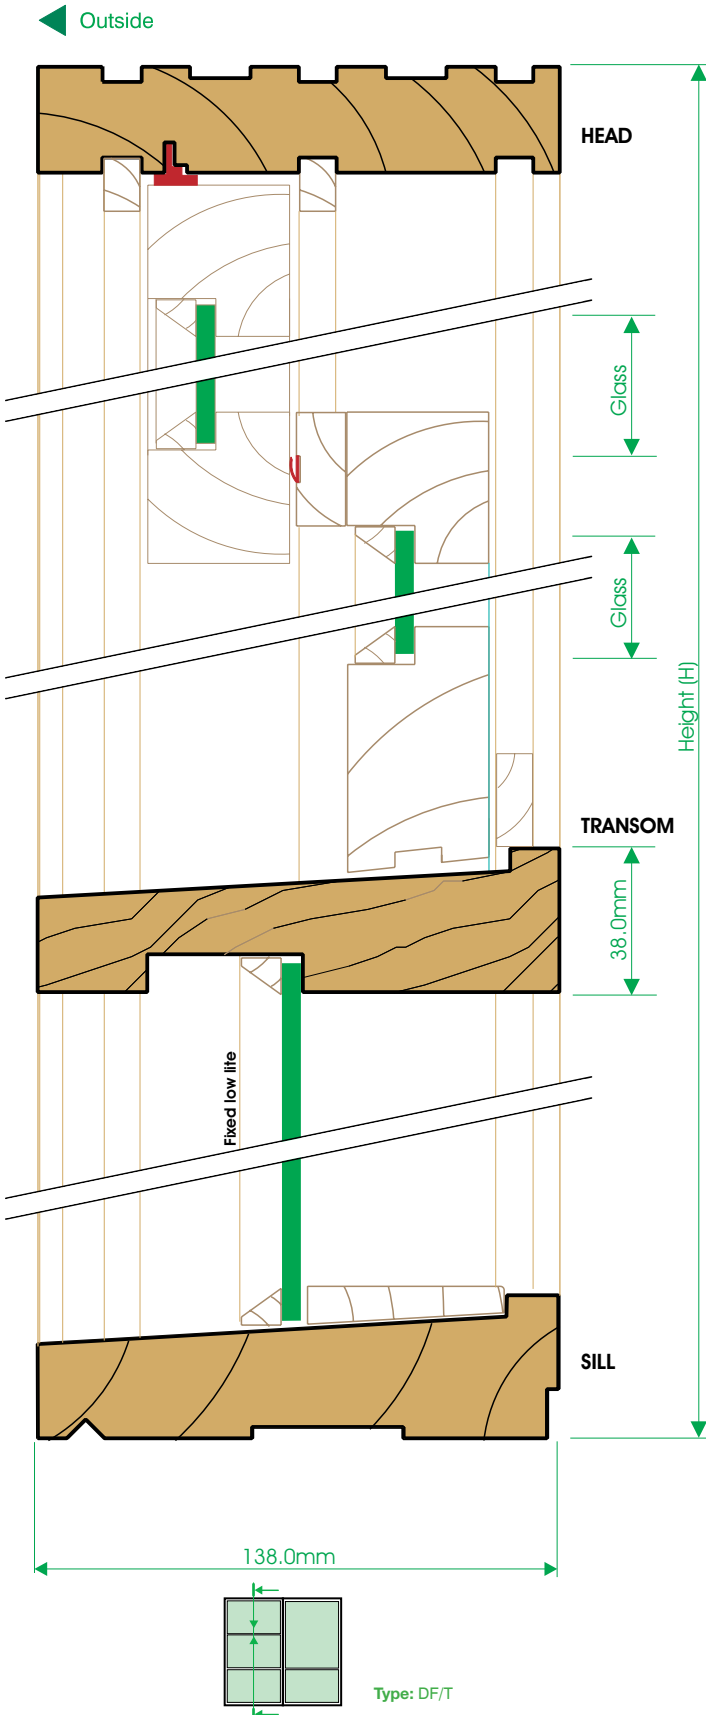 Outside
HEAD
Glass
Glass
Height (H)
TRANSOM
38.0mm
Fixed low lite
SILL
138.0mm
Type: DF/T